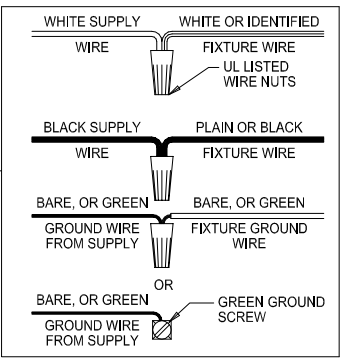 WHITE SUPPLY WIRE
WHITE OR IDENTIFIED FIXTURE WIRE
UL LISTED
WIRE NUTS
BLACK SUPPLY WIRE
PLAIN OR BLACK FIXTURE WIRE
BARE, OR GREEN
GROUND WIRE
FROM SUPPLY
BARE, OR GREEN
FIXTURE GROUND
WIRE
OR
BARE, OR GREEN
GROUND WIRE
FROM SUPPLY
GREEN GROUND
SCREW